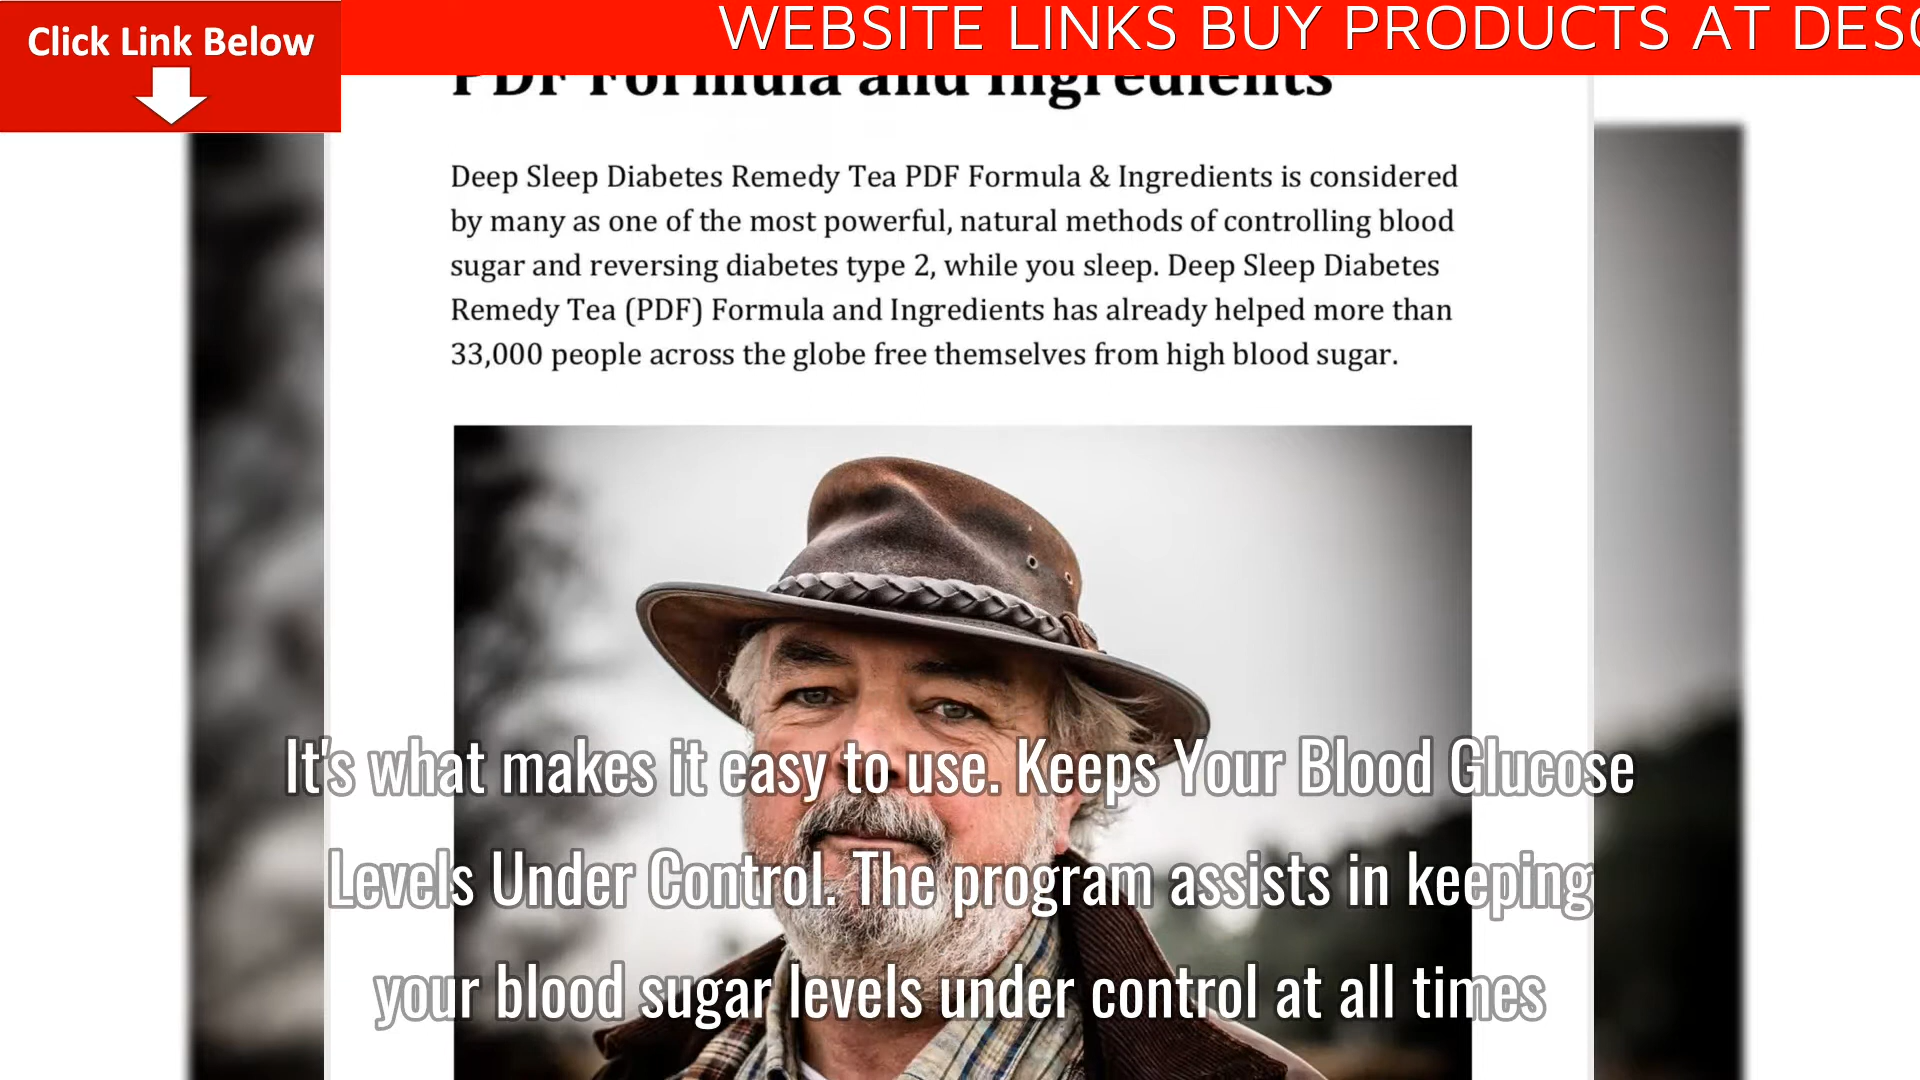 Click Link Below
WEBSITE LINKS BUY PRODUCTS AT
PDF Formula and Ingredients
Deep Sleep Diabetes Remedy Tea PDF Formula & Ingredients is considered
by many as one of the most powerful, natural methods of controlling blood
sugar and reversing diabetes type 2, while you sleep. Deep Sleep Diabetes
Remedy Tea (PDF) Formula and Ingredients has already helped more than
33,000 people across the globe free themselves from high blood sugar.
It's what makes it easy to use. Keeps Your Blood Glucose
Levels Under Control. The program assists in keeping
your blood sugar levels under control at all times